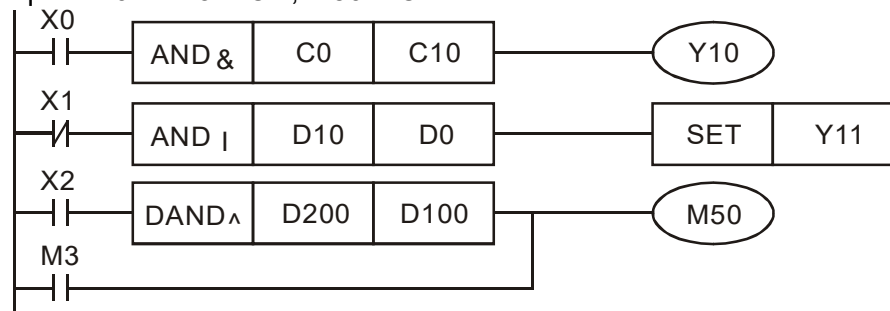 X0
AND & C0 C10 Y10
X1
AND | D10 D0 SET Y11
X2
DAND^ D200 D100 M50
M3